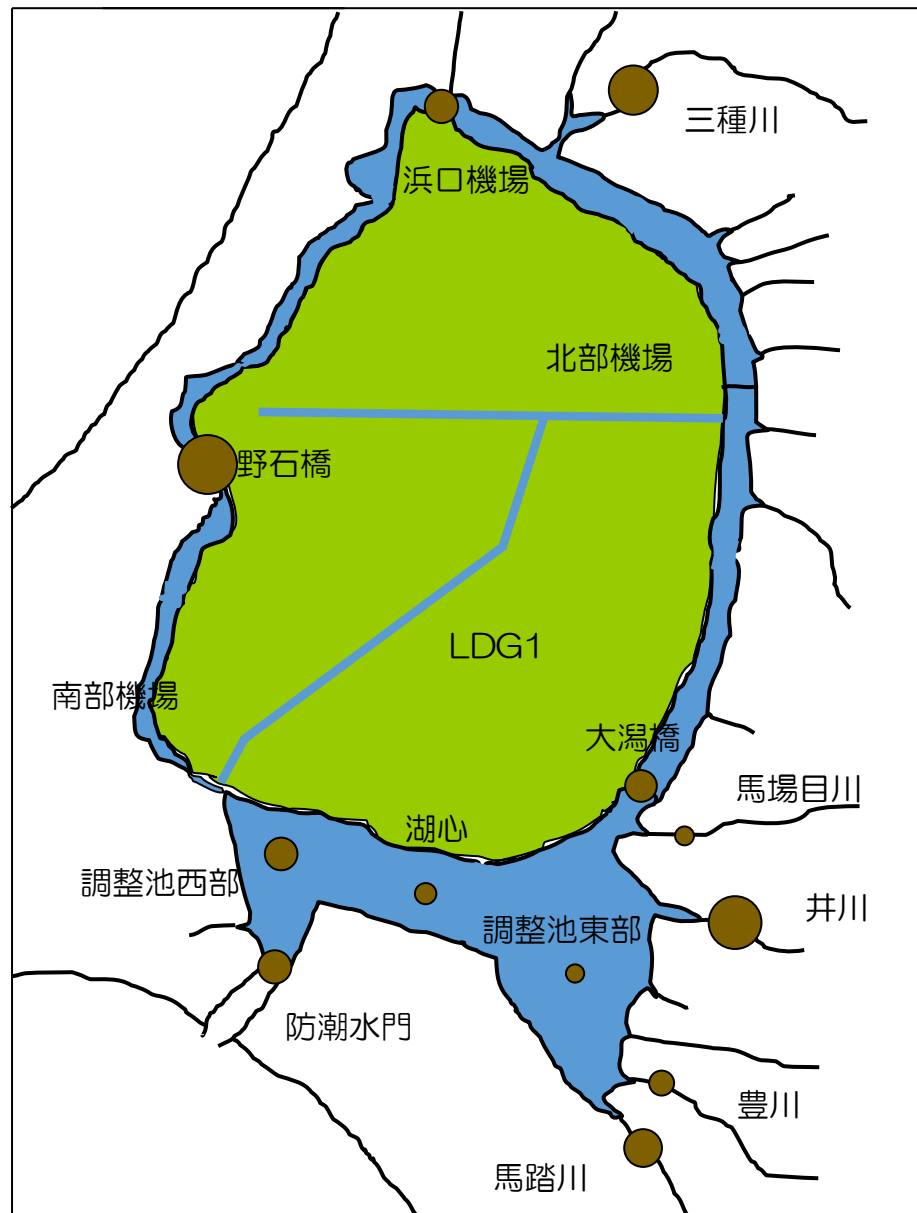 三種川
浜口機場
北部機場
野石橋
LDG1
南部機場
大潟橋
馬場目川
湖心
調整池西部
井川
調整池東部
防潮水門
豊川
馬踏川